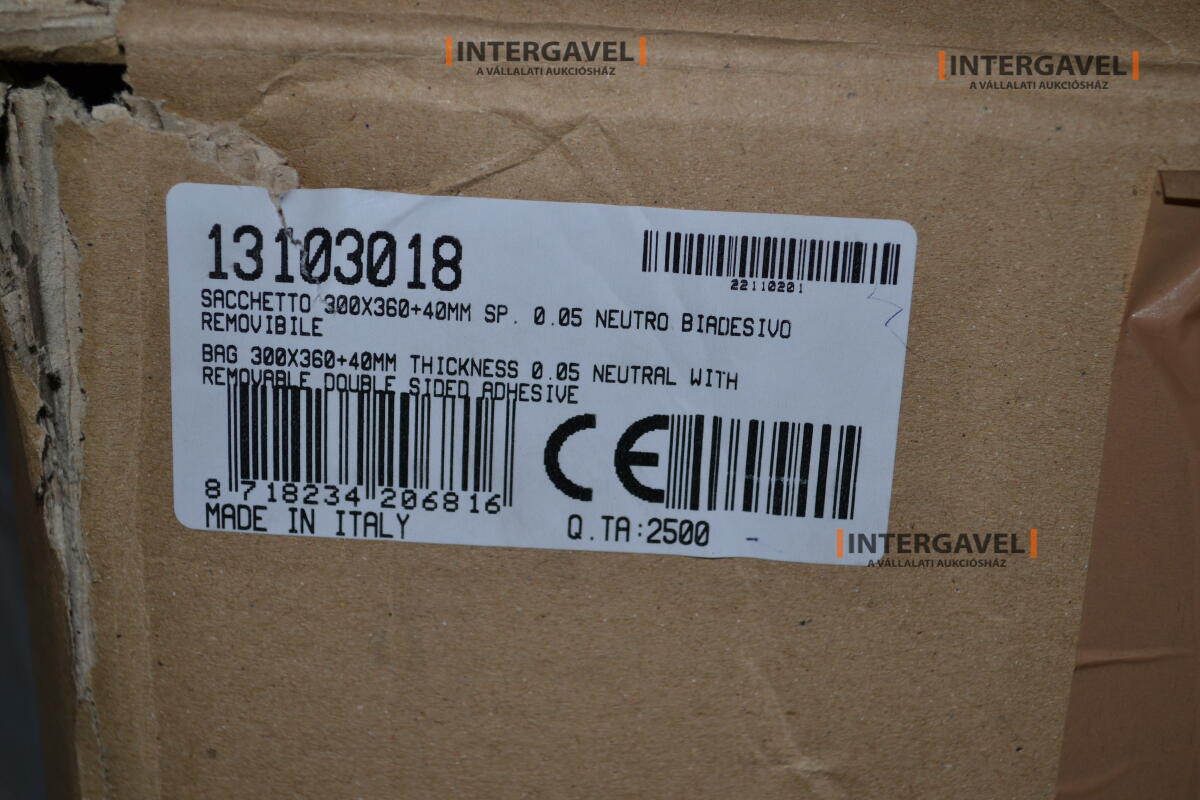 INTERGAVEL
A VÁLLALATI AUKCIÓSHÁZ
INTERGAVEL
A VÁLLALATI AUKCIÓSHÁZ
13103018
22110201
SACCHETTO 300X360+40MM SP. 0.05 NEUTRO BIADESIVO
REMOVIBILE
BAG 300X360+40MM THICKNESS 0.05 NEUTRAL WITH
REMOVABLE DOUBLE SIDED ADHESIVE
CE
8 718234 206816
MADE IN ITALY
Q.TA:2500 -
INTERGAVEL
A VÁLLALATI AUKCIÓSHÁZ